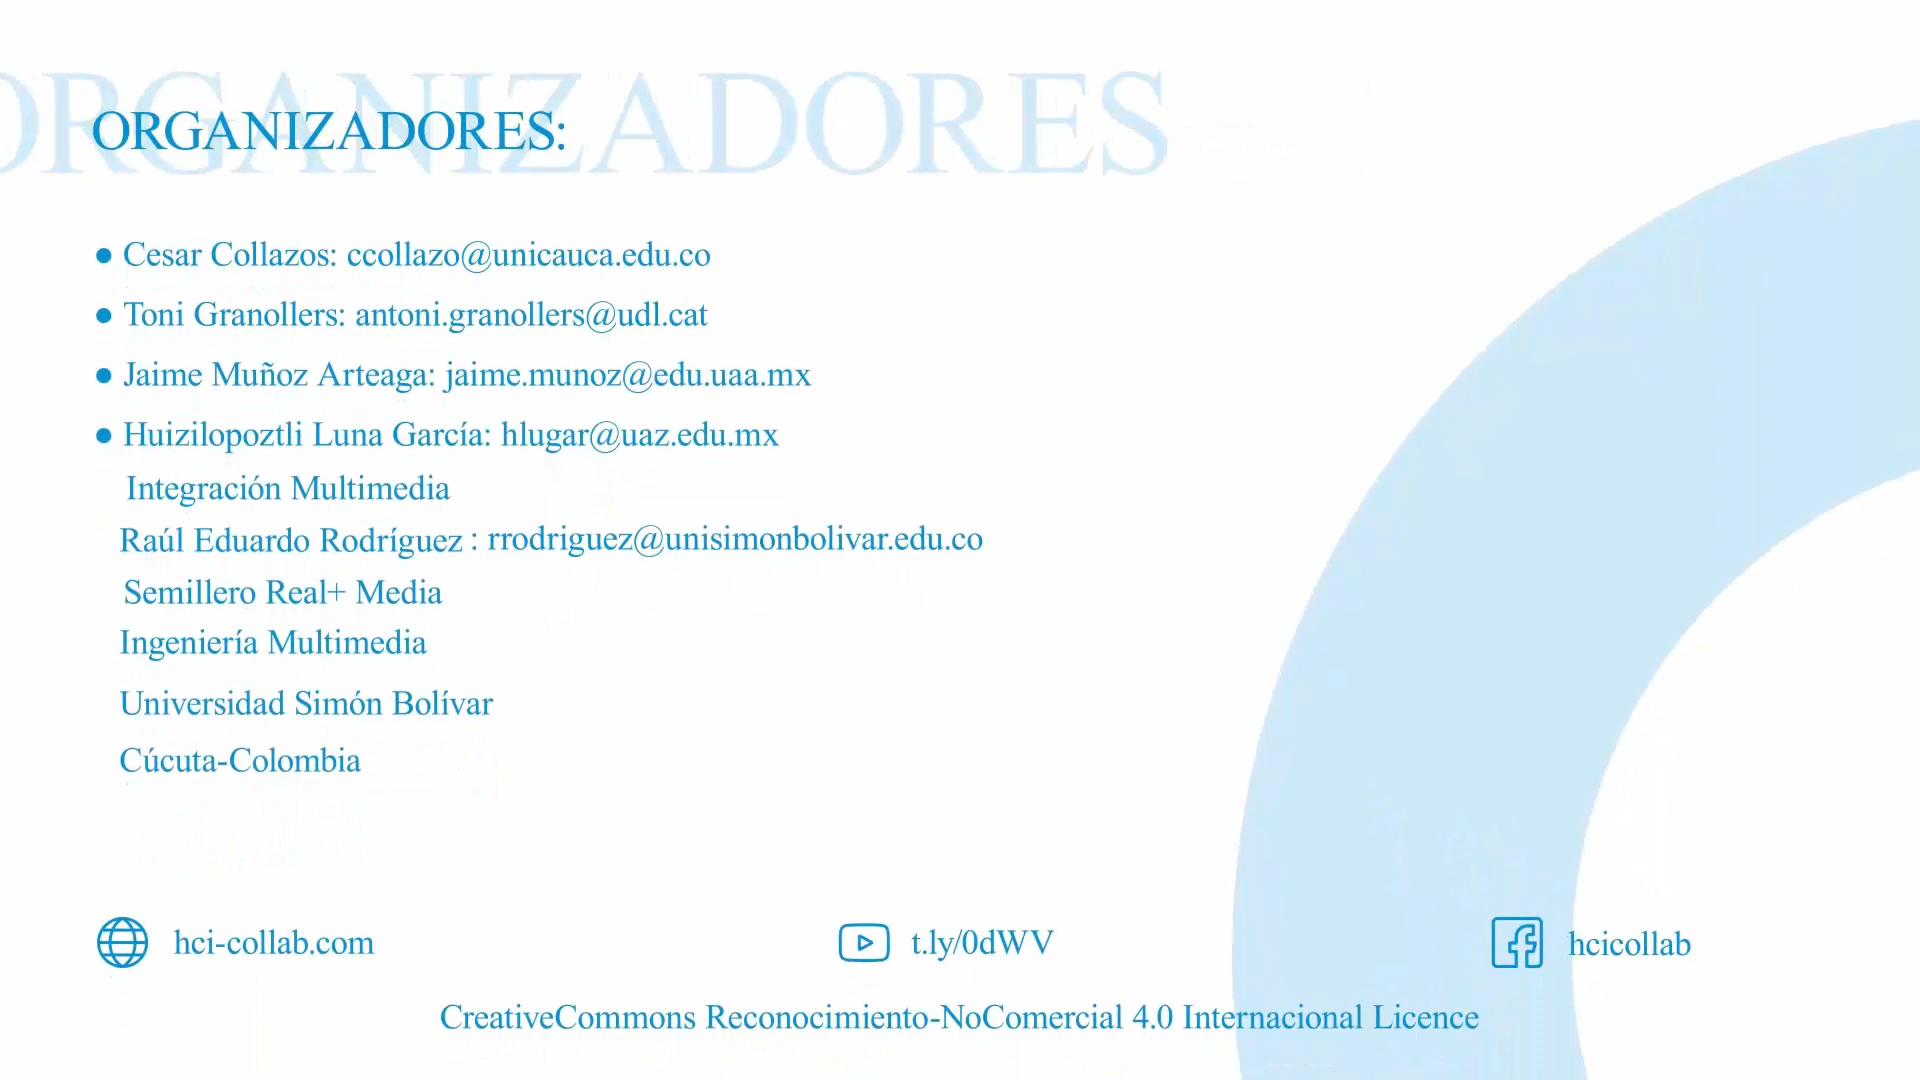 ORGANIZADORES
ORGANIZADORES:
● Cesar Collazos: ccollazo@unicauca.edu.co
● Toni Granollers: antoni.granollers@udl.cat
● Jaime Muñoz Arteaga: jaime.munoz@edu.uaa.mx
● Huizilopoztli Luna García: hlugar@uaz.edu.mx
Integración Multimedia
Raúl Eduardo Rodríguez : rrodriguez@unisimonbolivar.edu.co
Semillero Real+ Media
Ingeniería Multimedia
Universidad Simón Bolívar
Cúcuta-Colombia
hci-collab.com
t.ly/0dWV
hcicollab
CreativeCommons Reconocimiento-NoComercial 4.0 Internacional Licence